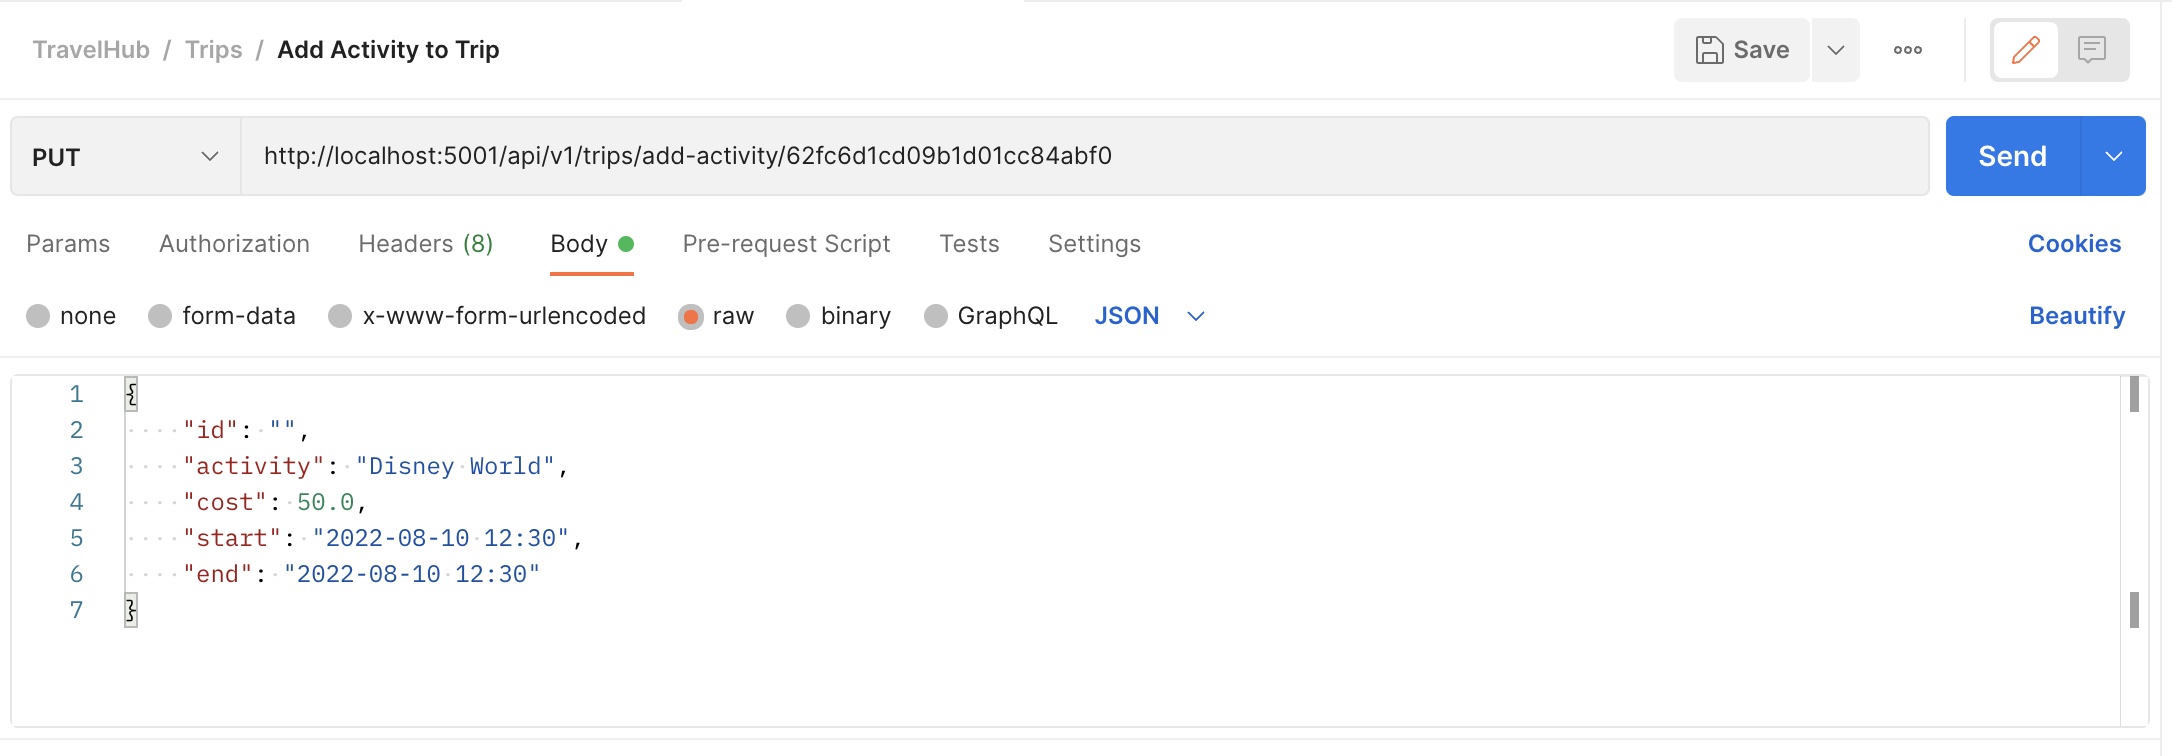 TravelHub / Trips / Add Activity to Trip
Save
PUT
http://localhost:5001/api/v1/trips/add-activity/62fc6d1cd09b1d01cc84abf0
Send
Params Authorization Headers (8) Body Pre-request Script Tests Settings Cookies
none form-data x-www-form-urlencoded raw binary GraphQL JSON Beautify
1 {
2 "id": "",
3 "activity": "Disney World",
4 "cost": 50.0,
5 "start": "2022-08-10 12:30",
6 "end": "2022-08-10 12:30"
7 }